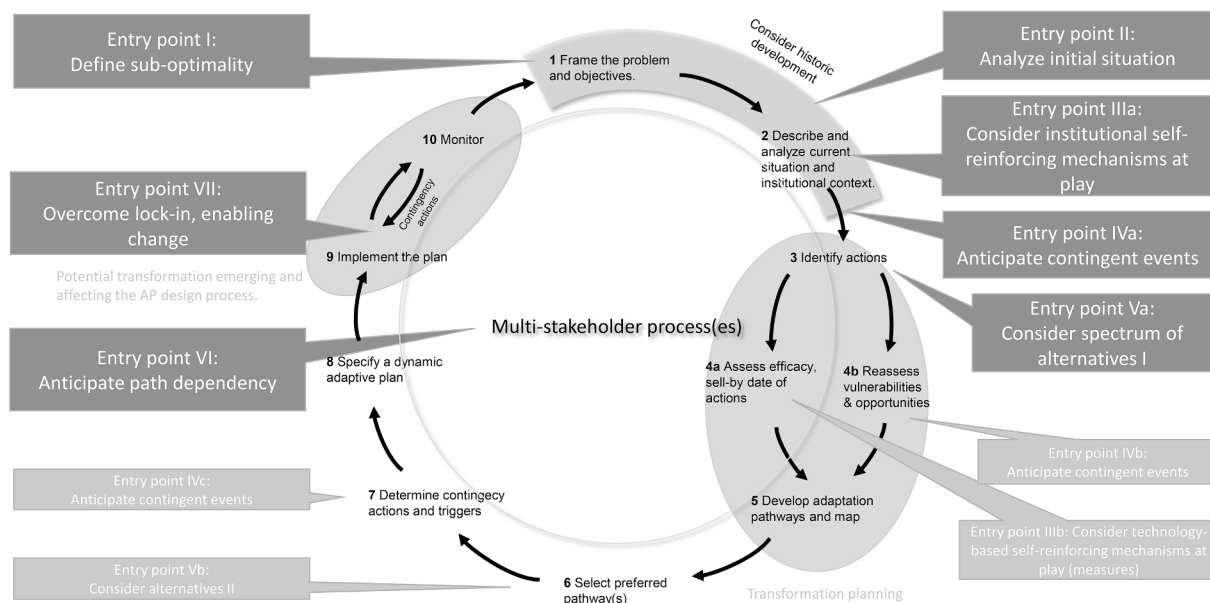 Entry point I:
Define sub-optimality
Consider historic
development
Entry point II:
Analyze initial situation
1 Frame the problem
and objectives.
Entry point IIIa:
Consider institutional self-
reinforcing mechanisms at
play
10 Monitor
2 Describe and
analyze current
situation and
institutional context.
Contingency
actions
Entry point VII:
Overcome lock-in, enabling
change
Entry point IVa:
Anticipate contingent events
9 Implement the plan
3 Identify actions
Potential transformation emerging and
affecting the AP design process.
Entry point Va:
Consider spectrum of
alternatives I
Multi-stakeholder process(es)
Entry point VI:
Anticipate path dependency
8 Specify a dynamic
adaptive plan
4a Assess efficacy,
sell-by date of
actions
4b Reassess
vulnerabilities
& opportunities
Entry point IVb:
Anticipate contingent events
Entry point IVc:
Anticipate contingent events
7 Determine contingecy
actions and triggers
5 Develop adaptation
pathways and map
Entry point IIIb: Consider technology-
based self-reinforcing mechanisms at
play (measures)
Entry point Vb:
Consider alternatives II
6 Select preferred
pathway(s)
Transformation planning